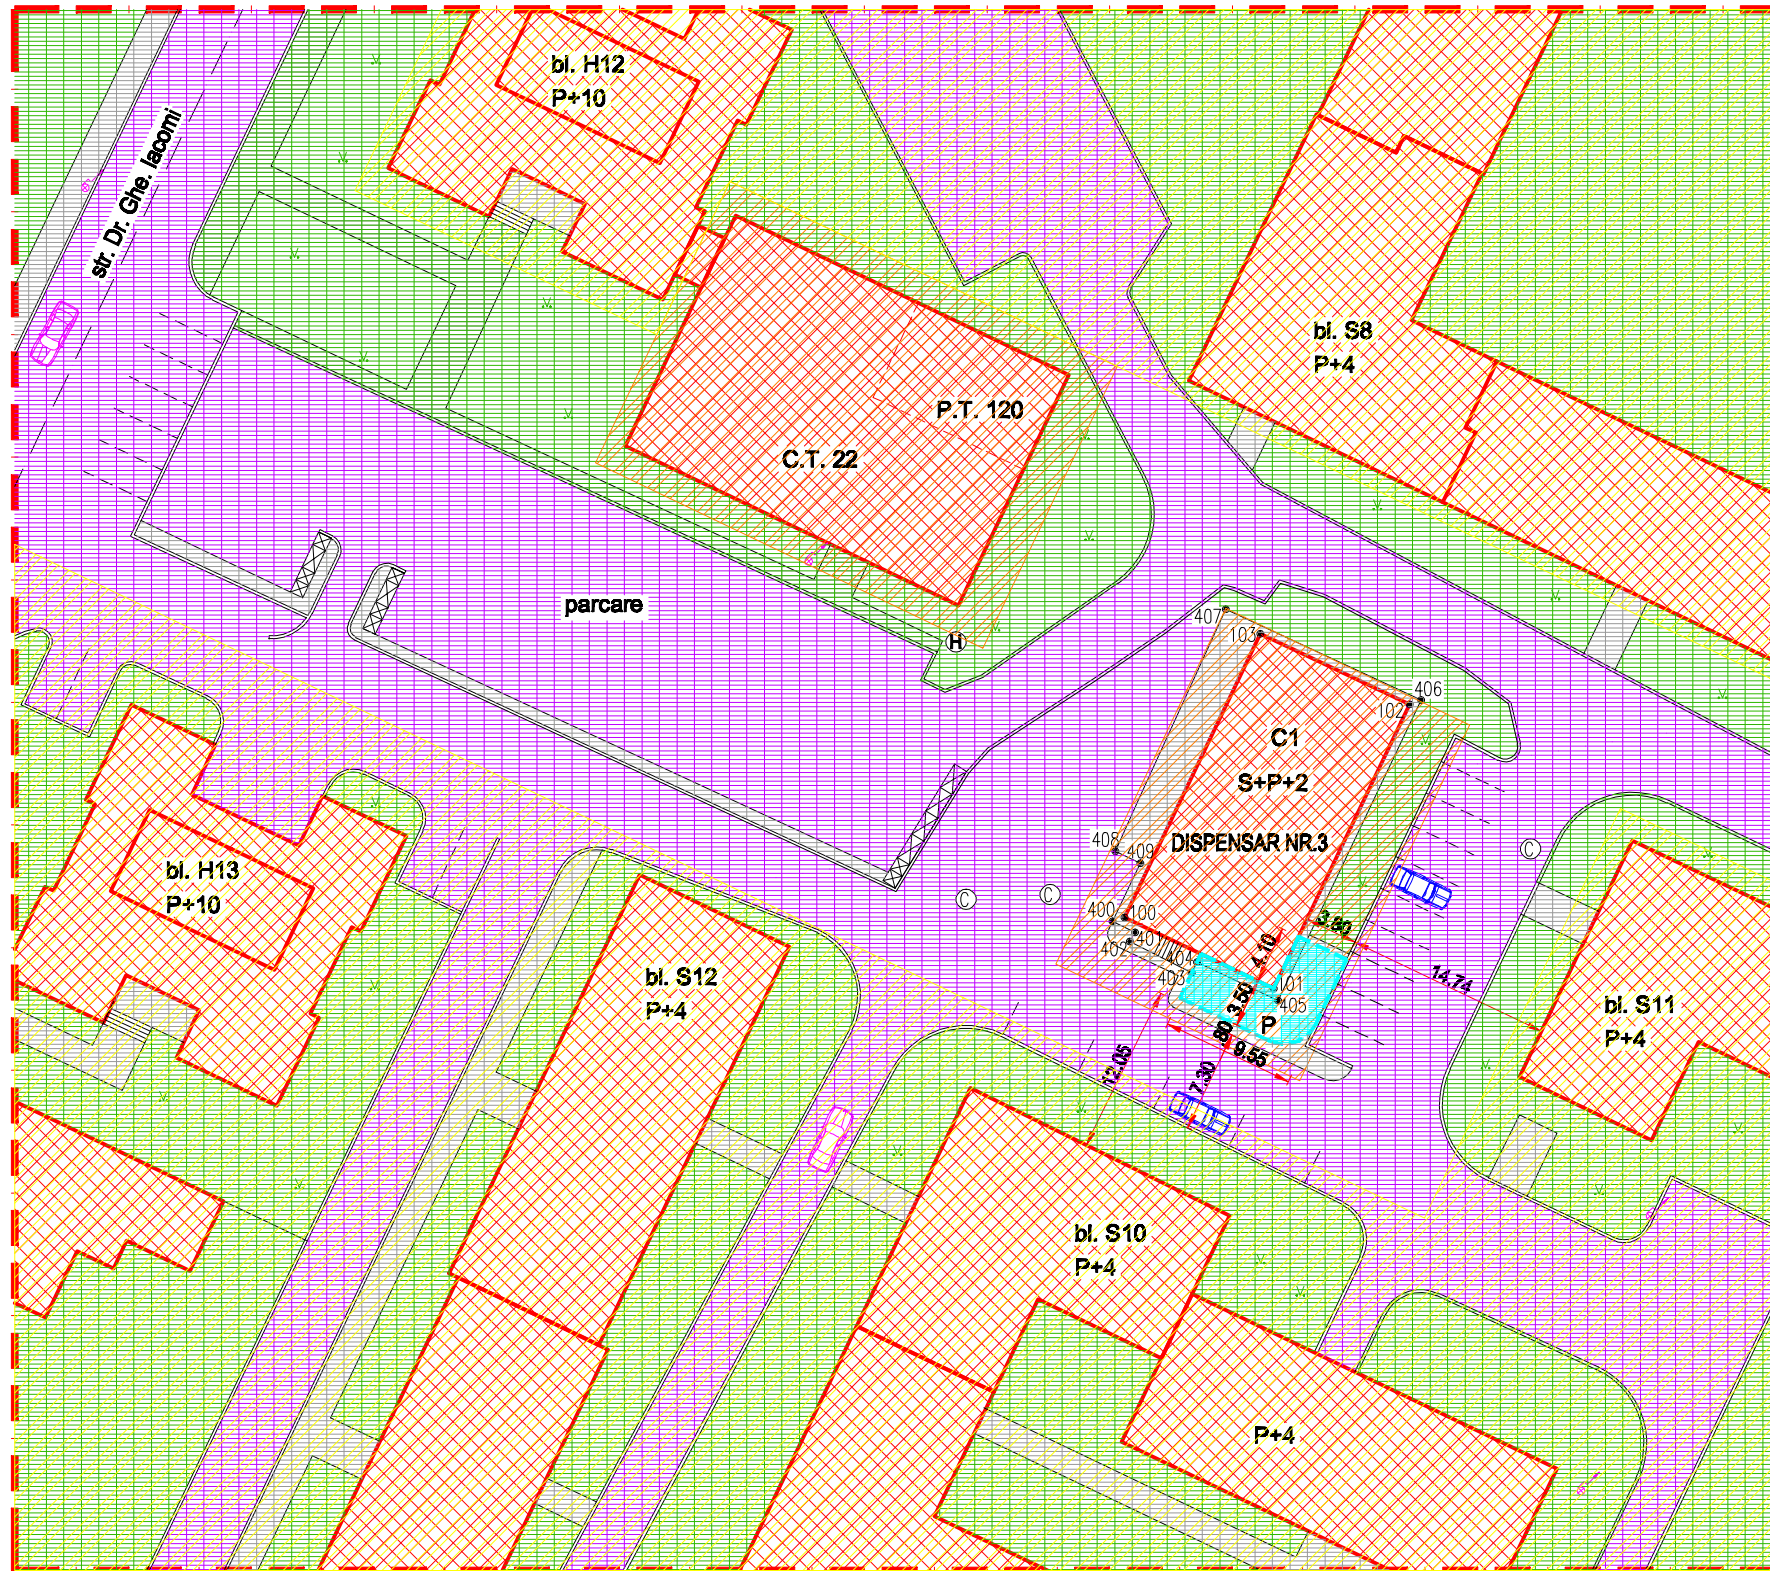 bl. H12
P+10
str. Dr. Ghe. Iacomi
bl. S8
P+4
P.T. 120
C.T. 22
parcare
H
407
103
406
102
C1
S+P+2
DISPENSAR NR.3
408
409
C
C
C
400
100
401
402
404
403
4.10
3.80
101
405
3.50
P
80
9.55
14.74
12.05
7.30
bl. H13
P+10
bl. S12
P+4
bl. S11
P+4
bl. S10
P+4
P+4